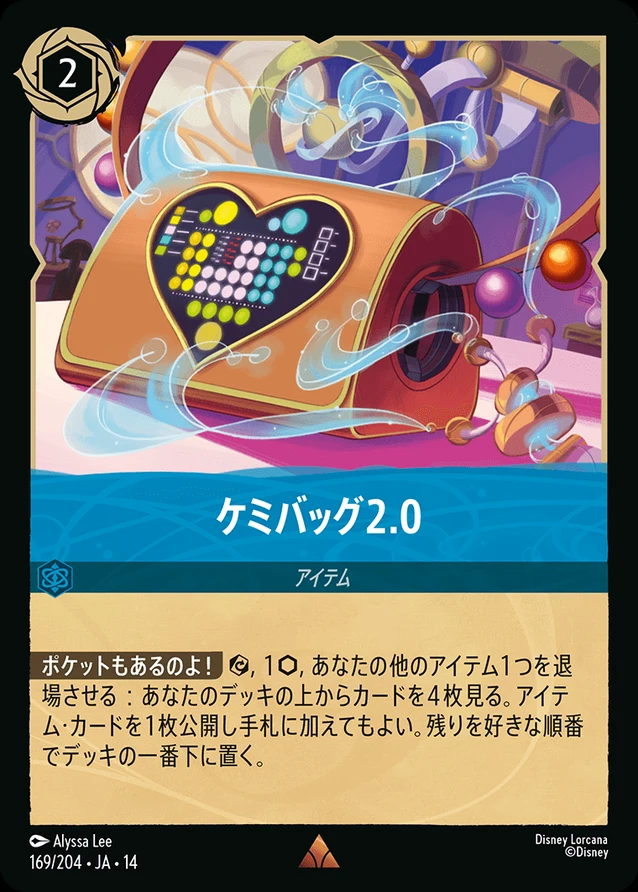 2
ケミバッグ2.0
アイテム
ポケットもあるのよ! , 1, あなたの他のアイテム1つを退
場させる : あなたのデッキの上からカードを4枚見る。アイテ
ム・カードを1枚公開し手札に加えてもよい。残りを好きな順番
でデッキの一番下に置く。
Alyssa Lee
Disney Lorcana
169/204・JA・14
©Disney